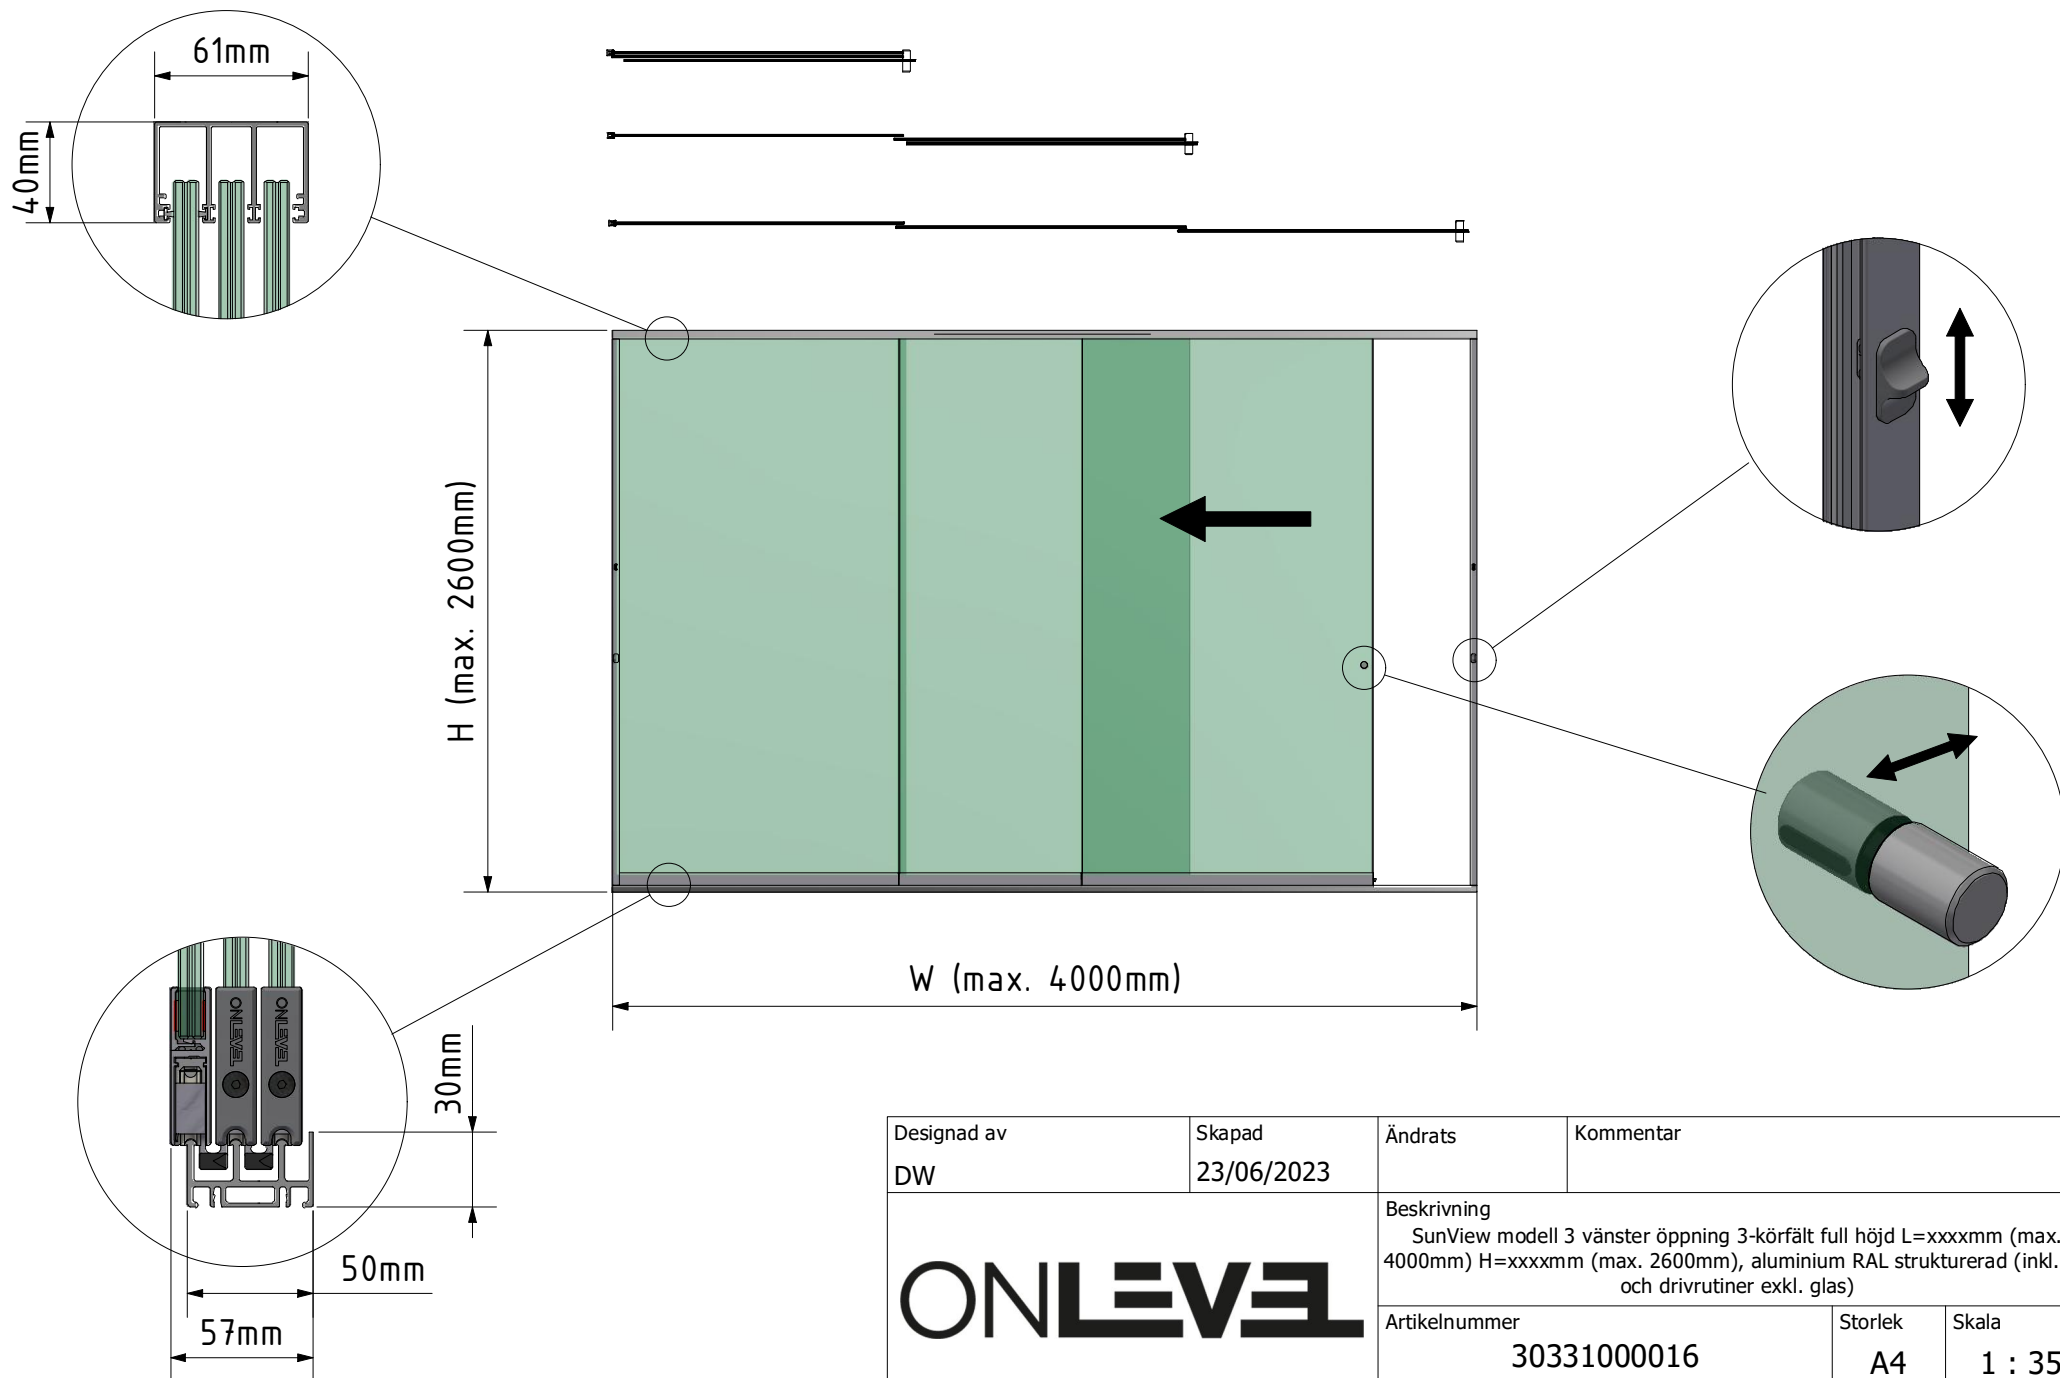 61mm
40mm
H (max. 2600mm)
W (max. 4000mm)
ONLEVEL
ONLEVEL
30mm
50mm
57mm
Designad av
DW
Skapad
23/06/2023
Ändrats
Kommentar
ONLEVEL
Beskrivning
SunView modell 3 vänster öppning 3-körfält full höjd L=xxxxmm (max.
4000mm) H=xxxxmm (max. 2600mm), aluminium RAL strukturerad (inkl.
och drivrutiner exkl. glas)
Artikelnummer
30331000016
Storlek
A4
Skala
1 : 35